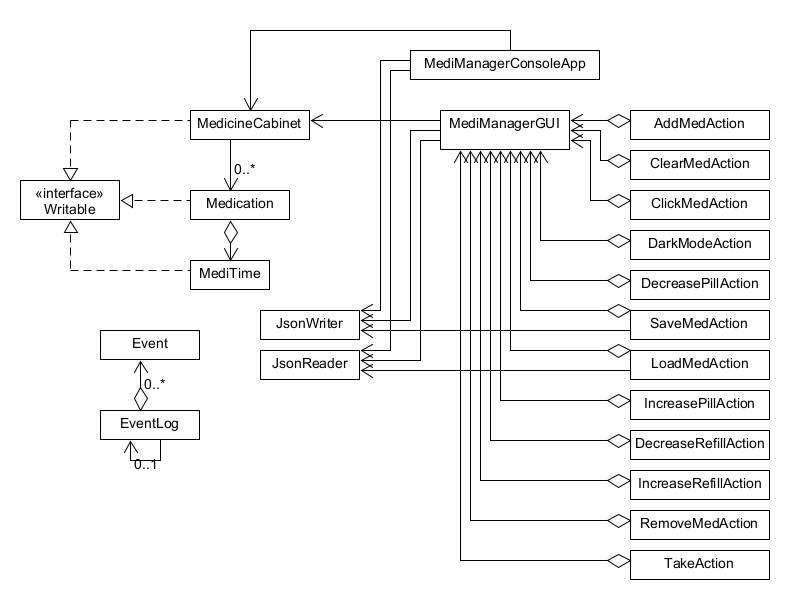 MediManagerConsoleApp
MedicineCabinet
MediManagerGUI
AddMedAction
ClearMedAction
0..*
«interface»
Writable
Medication
ClickMedAction
DarkModeAction
MediTime
DecreasePillAction
JsonWriter
SaveMedAction
Event
JsonReader
LoadMedAction
0..*
IncreasePillAction
EventLog
DecreaseRefillAction
0..1
IncreaseRefillAction
RemoveMedAction
TakeAction